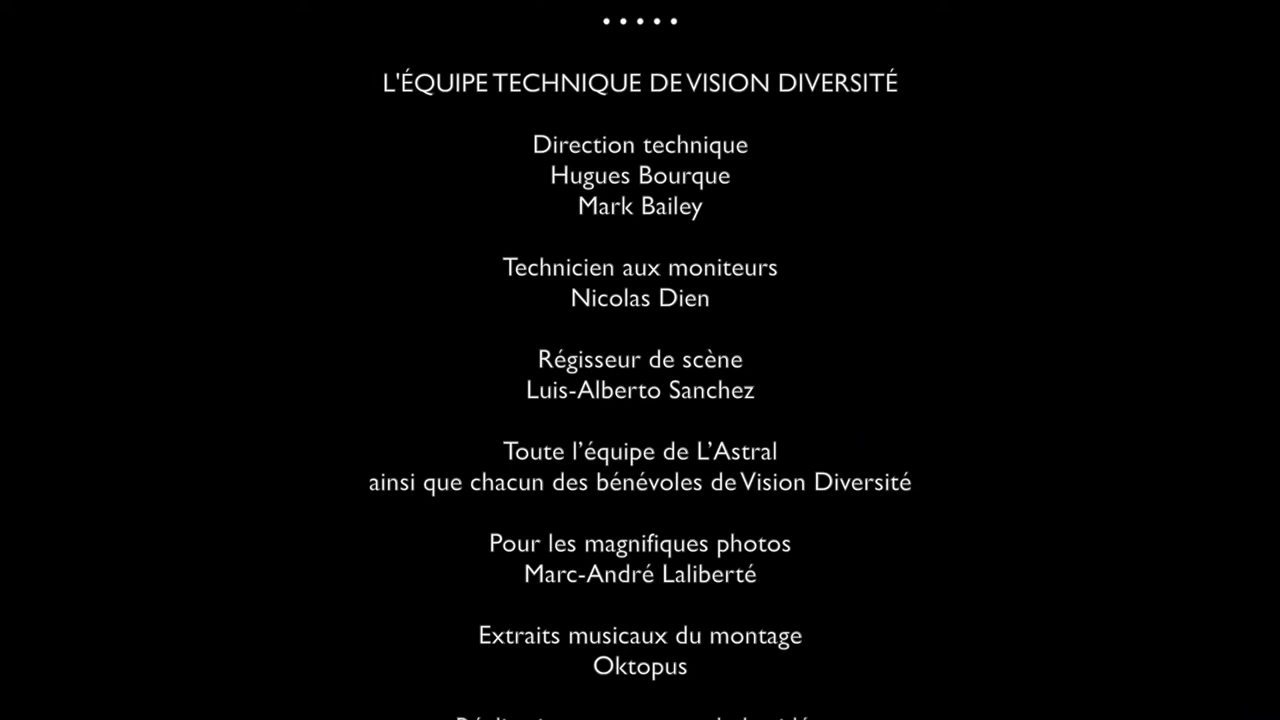 L'ÉQUIPE TECHNIQUE DE VISION DIVERSITÉ
Direction technique
Hugues Bourque
Mark Bailey
Technicien aux moniteurs
Nicolas Dien
Régisseur de scène
Luis-Alberto Sanchez
Toute l’équipe de L’Astral
ainsi que chacun des bénévoles de Vision Diversité
Pour les magnifiques photos
Marc-André Laliberté
Extraits musicaux du montage
Oktopus